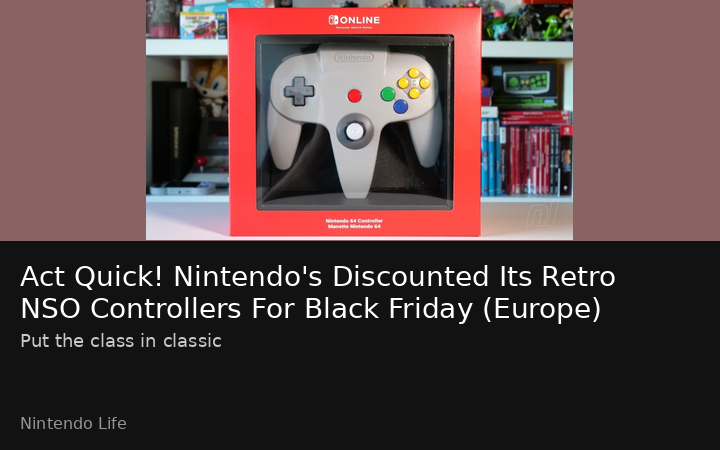 ONLINE
Nintendo
Nintendo 64 Controller
Manette Nintendo 64
Act Quick! Nintendo's Discounted Its Retro
NSO Controllers For Black Friday (Europe)
Put the class in classic
Nintendo Life